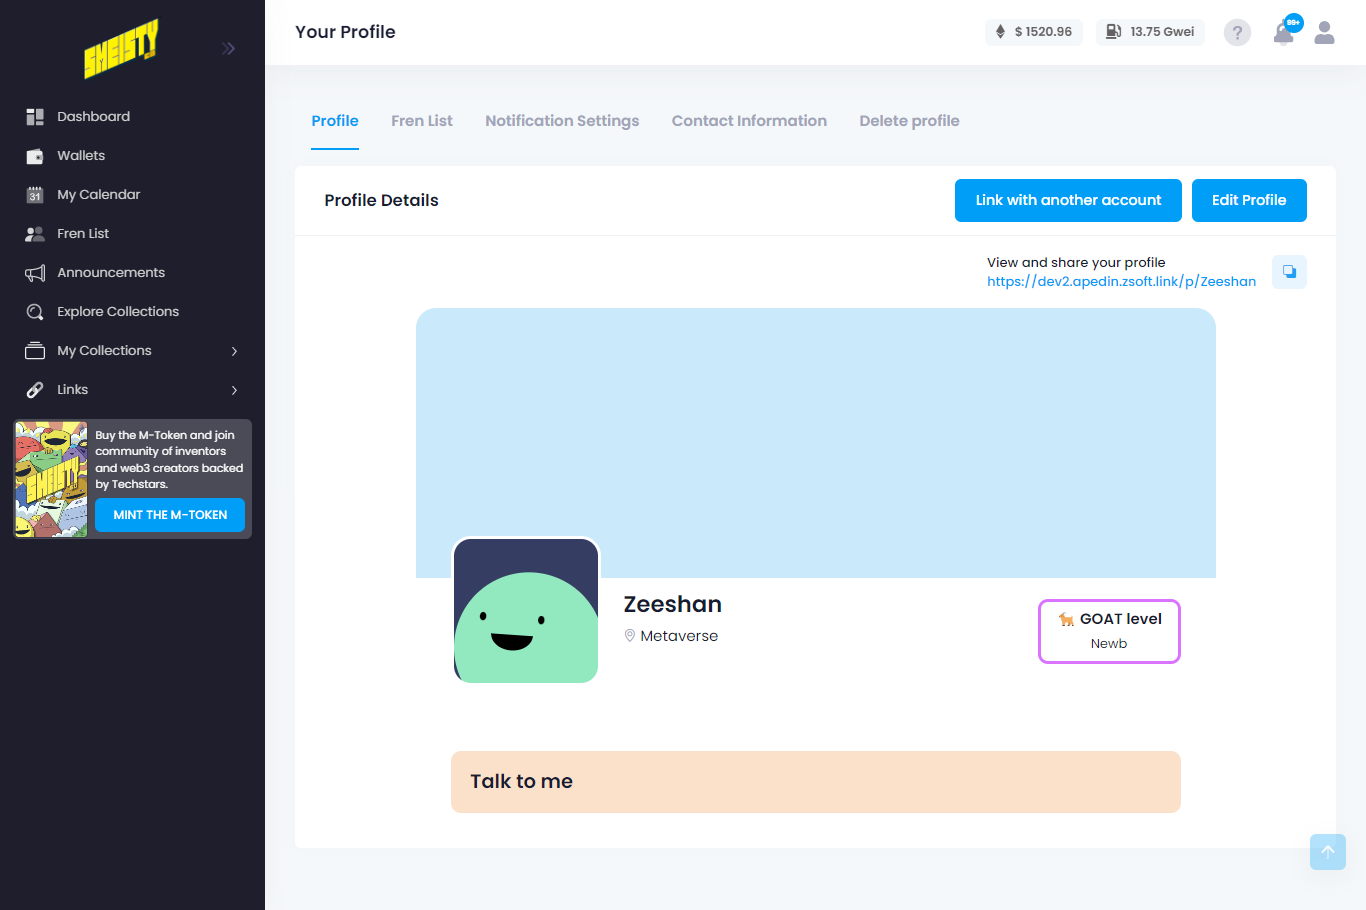 SMEISTY
Your Profile
$ 1520.96
13.75 Gwei
?
99+
Dashboard
Wallets
31
My Calendar
Fren List
Announcements
Explore Collections
My Collections
Links
SMEISTY
Buy the M-Token and join
community of inventors
and web3 creators backed
by Techstars.
MINT THE M-TOKEN
Profile
Fren List
Notification Settings
Contact Information
Delete profile
Profile Details
Link with another account
Edit Profile
View and share your profile
https://dev2.apedin.zsoft.link/p/Zeeshan
Zeeshan
Metaverse
GOAT level
Newb
Talk to me